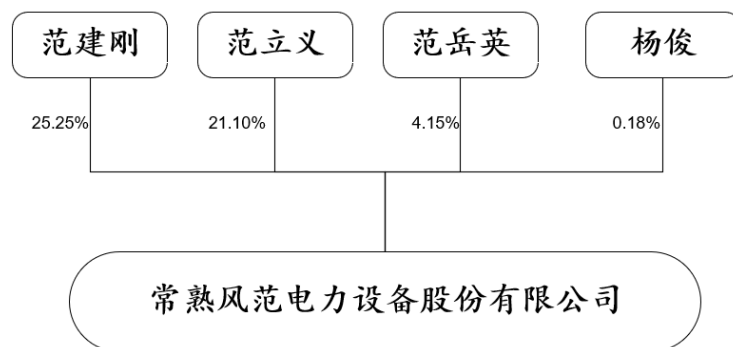 范建刚
范立义
范岳英
杨俊
25.25%
21.10%
4.15%
0.18%
常熟风范电力设备股份有限公司